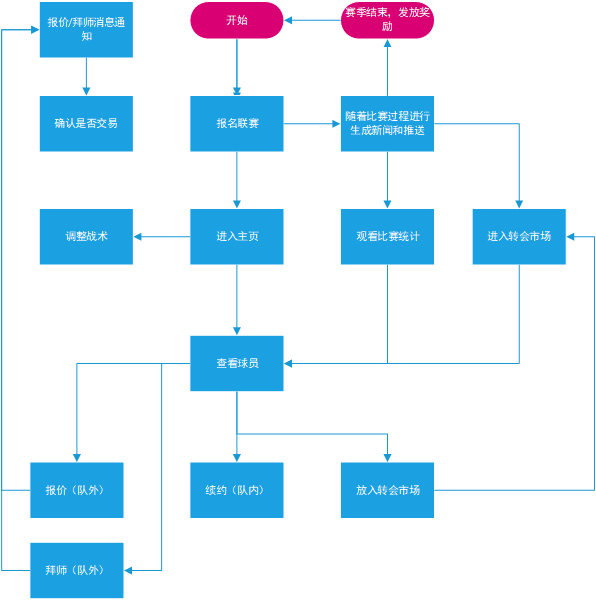 报价/拜师消息通
知
开始
赛季结束，发放奖
励
确认是否交易
报名联赛
随着比赛过程进行
生成新闻和推送
调整战术
进入主页
观看比赛统计
进入转会市场
查看球员
报价（队外）
续约（队内）
放入转会市场
拜师（队外）